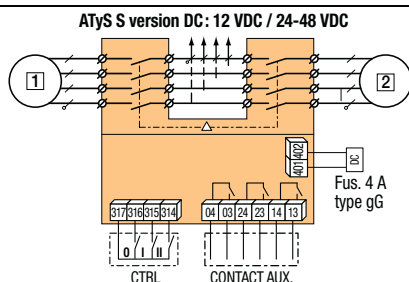 ATyS S version DC: 12 VDC / 24-48 VDC
1
2
401 402
DC
Fus. 4 A
type gG
317 316 315 314
04 03 24 23 14 13
0 I II
CTRL
CONTACT AUX.